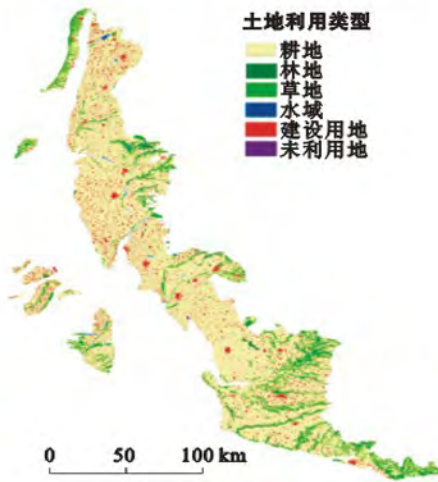 土地利用类型
耕地
林地
草地
水域
建设用地
未利用地
0 50 100 km